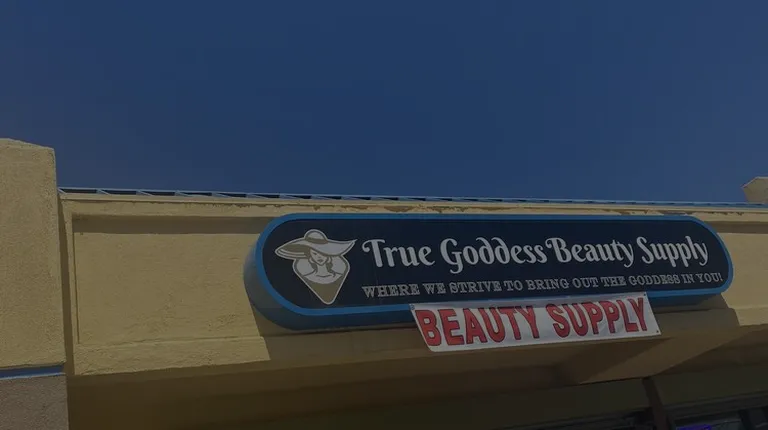 True Goddess Beauty Supply
WHERE WE STRIVE TO BRING OUT THE GODDESS IN YOU!
BEAUTY SUPPLY